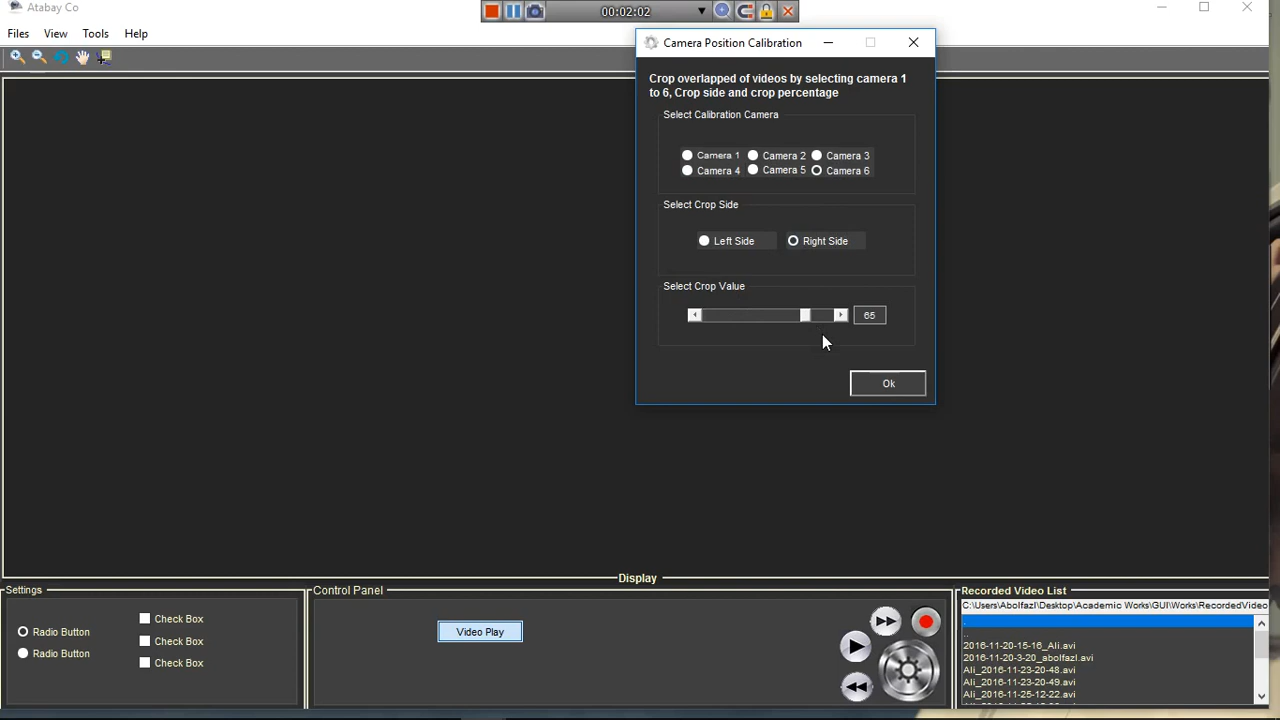 Atabay Co
00:02:02
Files View Tools Help
Camera Position Calibration
Crop overlapped of videos by selecting camera 1
to 6, Crop side and crop percentage
Select Calibration Camera
Camera 1 Camera 2 Camera 3
Camera 4 Camera 5 Camera 6
Select Crop Side
Left Side Right Side
Select Crop Value
65
Ok
Display
Settings
Radio Button
Radio Button
Check Box
Check Box
Check Box
Control Panel
Video Play
Recorded Video List
C:\Users\Abolfazl\Desktop\Academic Works\GUI\Works\RecordedVideo
.
..
2016-11-20-15-16_Ali.avi
2016-11-20-3-20_abolfazl.avi
Ali_2016-11-23-20-48.avi
Ali_2016-11-23-20-49.avi
Ali_2016-11-25-12-22.avi